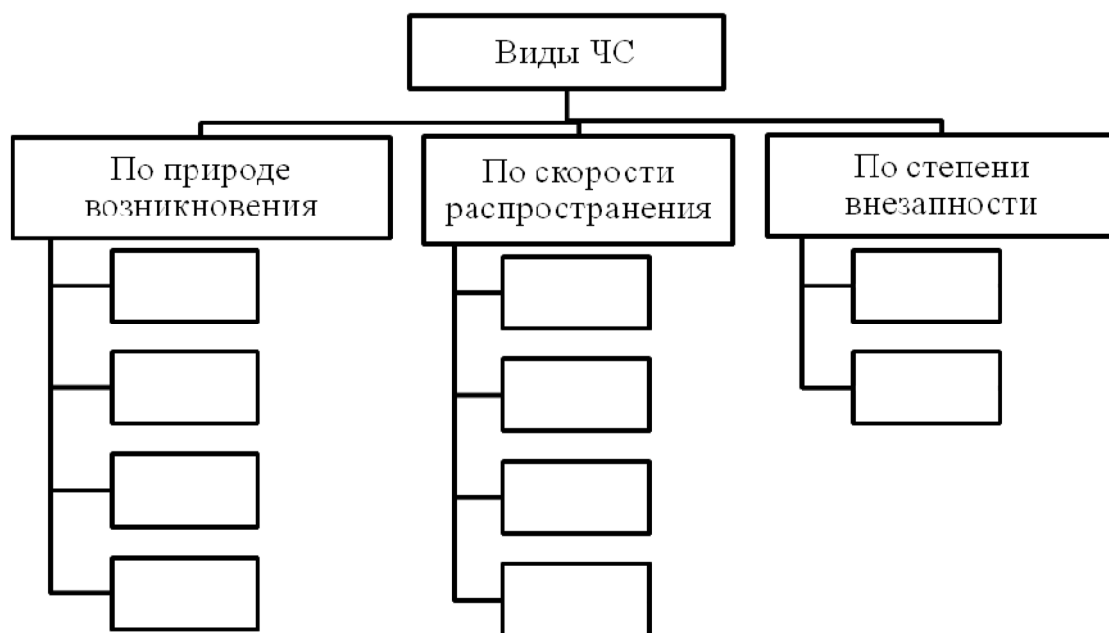 Виды ЧС
По природе
возникновения
По скорости
распространения
По степени
внезапности